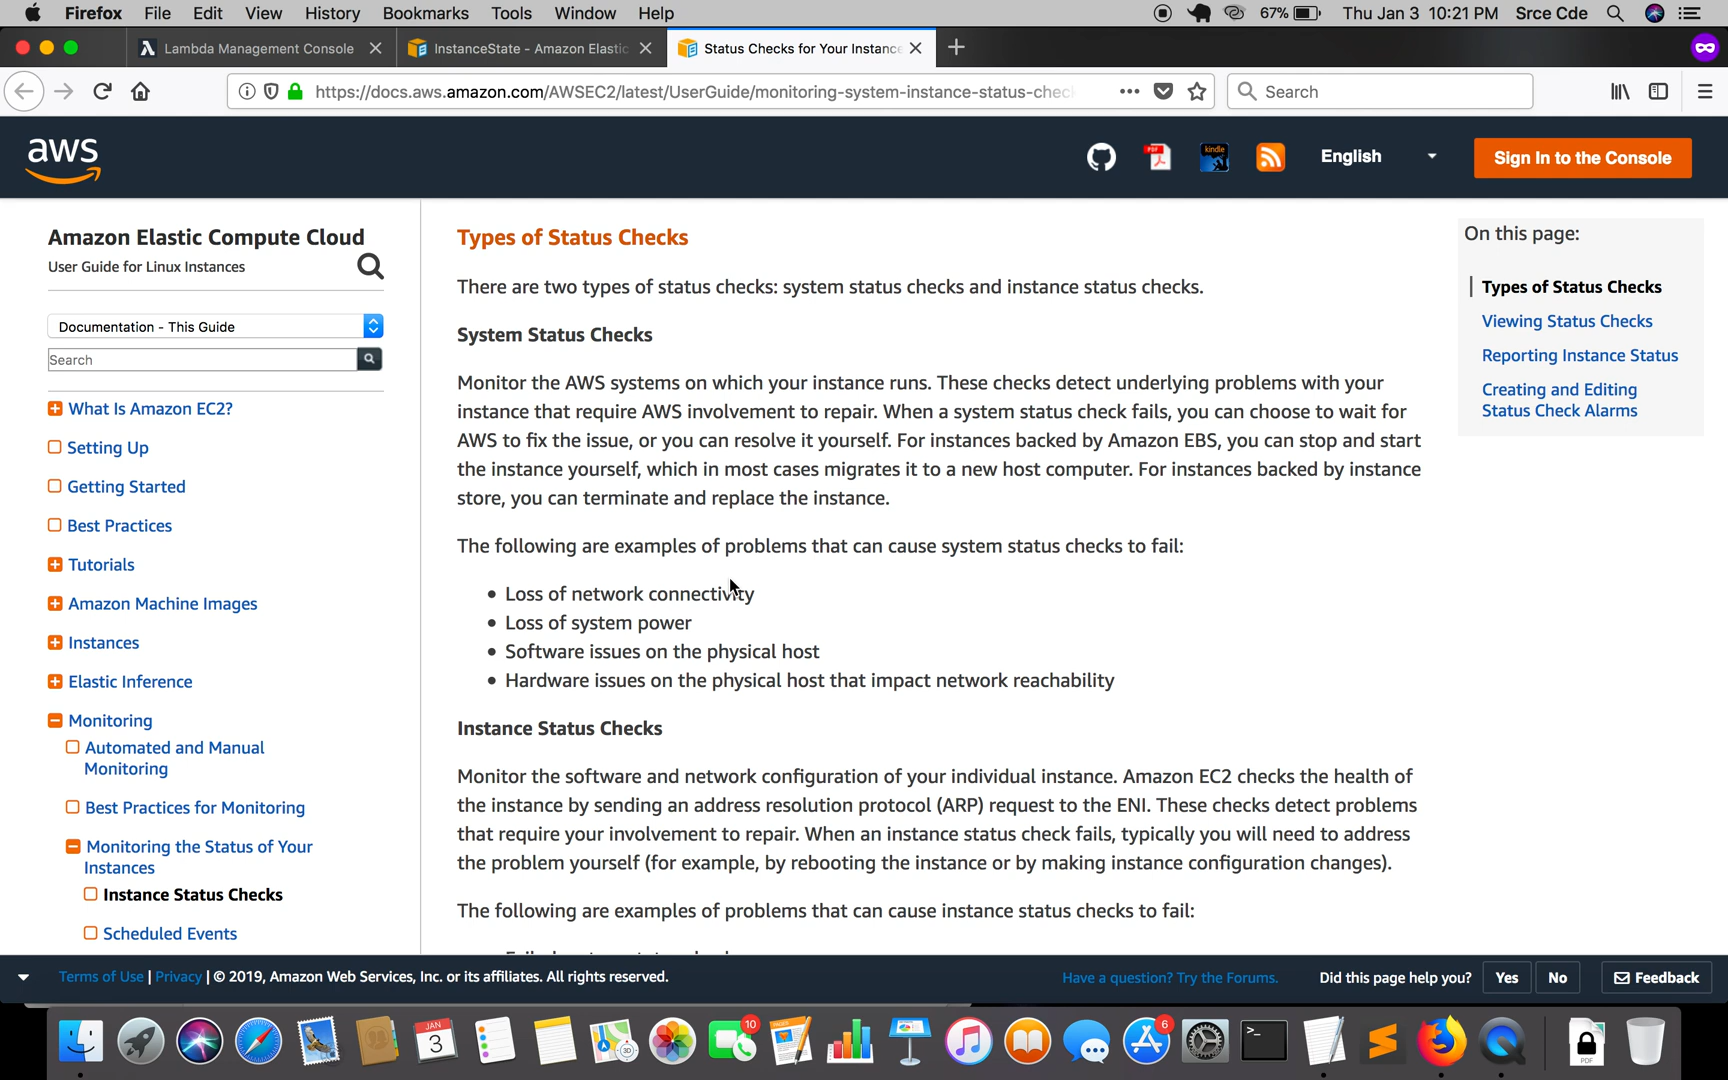 Firefox File Edit View History Bookmarks Tools Window Help 67% Thu Jan 3 10:21 PM Srce Cde
Lambda Management Console InstanceState - Amazon Elastic Status Checks for Your Instance
https://docs.aws.amazon.com/AWSEC2/latest/UserGuide/monitoring-system-instance-status-chec Search
aws
PDF kindle English Sign In to the Console
Amazon Elastic Compute Cloud
User Guide for Linux Instances
Documentation - This Guide
Search
What Is Amazon EC2?
Setting Up
Getting Started
Best Practices
Tutorials
Amazon Machine Images
Instances
Elastic Inference
Monitoring
Automated and Manual
Monitoring
Best Practices for Monitoring
Monitoring the Status of Your
Instances
Instance Status Checks
Scheduled Events
Types of Status Checks
There are two types of status checks: system status checks and instance status checks.
System Status Checks
Monitor the AWS systems on which your instance runs. These checks detect underlying problems with your
instance that require AWS involvement to repair. When a system status check fails, you can choose to wait for
AWS to fix the issue, or you can resolve it yourself. For instances backed by Amazon EBS, you can stop and start
the instance yourself, which in most cases migrates it to a new host computer. For instances backed by instance
store, you can terminate and replace the instance.
The following are examples of problems that can cause system status checks to fail:
• Loss of network connectivity
• Loss of system power
• Software issues on the physical host
• Hardware issues on the physical host that impact network reachability
Instance Status Checks
Monitor the software and network configuration of your individual instance. Amazon EC2 checks the health of
the instance by sending an address resolution protocol (ARP) request to the ENI. These checks detect problems
that require your involvement to repair. When an instance status check fails, typically you will need to address
the problem yourself (for example, by rebooting the instance or by making instance configuration changes).
The following are examples of problems that can cause instance status checks to fail:
On this page:
Types of Status Checks
Viewing Status Checks
Reporting Instance Status
Creating and Editing
Status Check Alarms
Terms of Use | Privacy | © 2019, Amazon Web Services, Inc. or its affiliates. All rights reserved. Have a question? Try the Forums. Did this page help you? Yes No Feedback
JAN
3
3D
10
6
>_
PDF